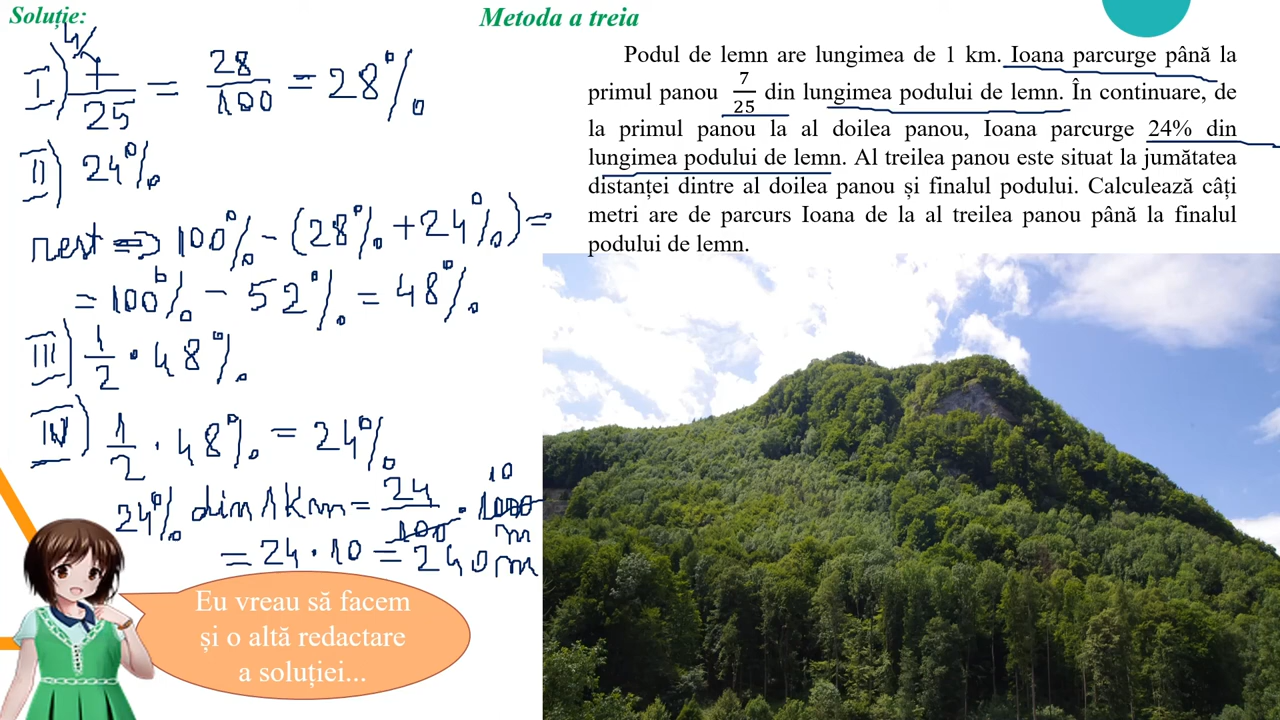 Soluție:
Metoda a treia
I) 4/ 7/25 = 28/100 = 28%
II) 24%
rest => 100% - (28% + 24%) =
= 100% - 52% = 48%
III) 1/2 · 48%
IV) 1/2 · 48% = 24%
24% din 1 Km = 24/100 · 1000 m
10
= 24 · 10 = 240 m
Podul de lemn are lungimea de 1 km. Ioana parcurge până la
primul panou 7/25 din lungimea podului de lemn. În continuare, de
la primul panou la al doilea panou, Ioana parcurge 24% din
lungimea podului de lemn. Al treilea panou este situat la jumătatea
distanței dintre al doilea panou și finalul podului. Calculează câți
metri are de parcurs Ioana de la al treilea panou până la finalul
podului de lemn.
Eu vreau să facem
și o altă redactare
a soluției...